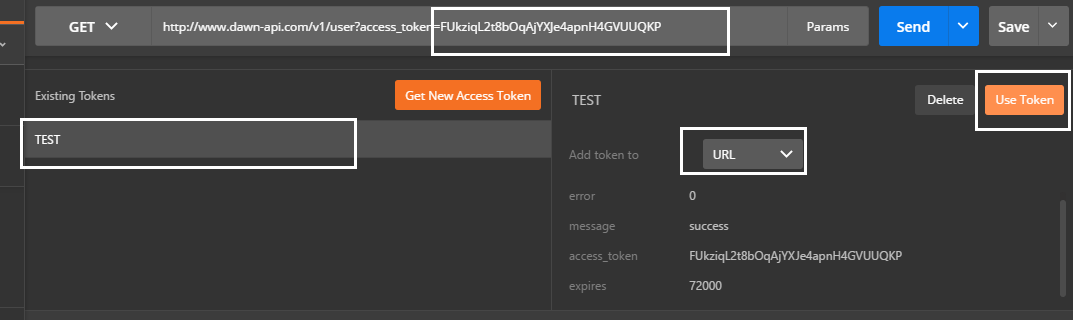 GET http://www.dawn-api.com/v1/user?access_token=FUkziqL2t8bOqAjYXJe4apnH4GVUUQKP Params Send Save
Existing Tokens Get New Access Token
TEST
TEST Delete Use Token
Add token to URL
error 0
message success
access_token FUkziqL2t8bOqAjYXJe4apnH4GVUUQKP
expires 72000